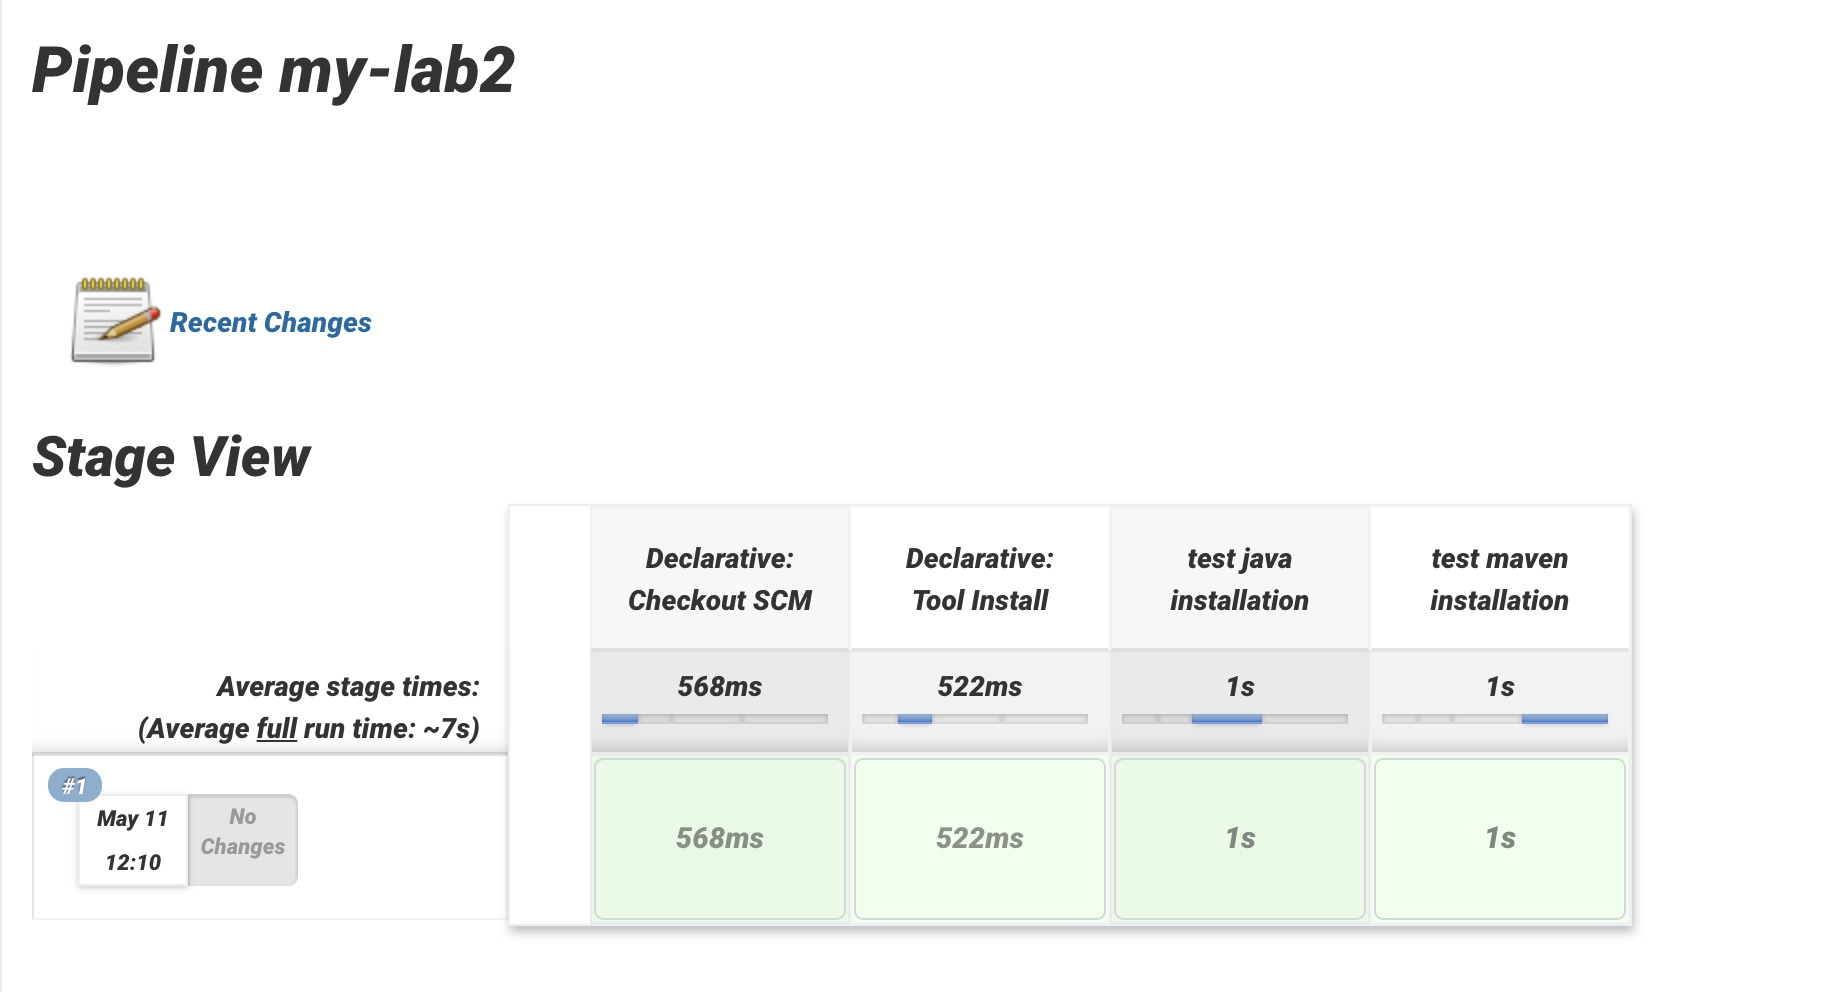 Pipeline my-lab2
Recent Changes
Stage View
Declarative:
Checkout SCM
Declarative:
Tool Install
test java
installation
test maven
installation
Average stage times:
(Average full run time: ~7s)
568ms
522ms
1s
1s
#1
May 11
12:10
No
Changes
568ms
522ms
1s
1s